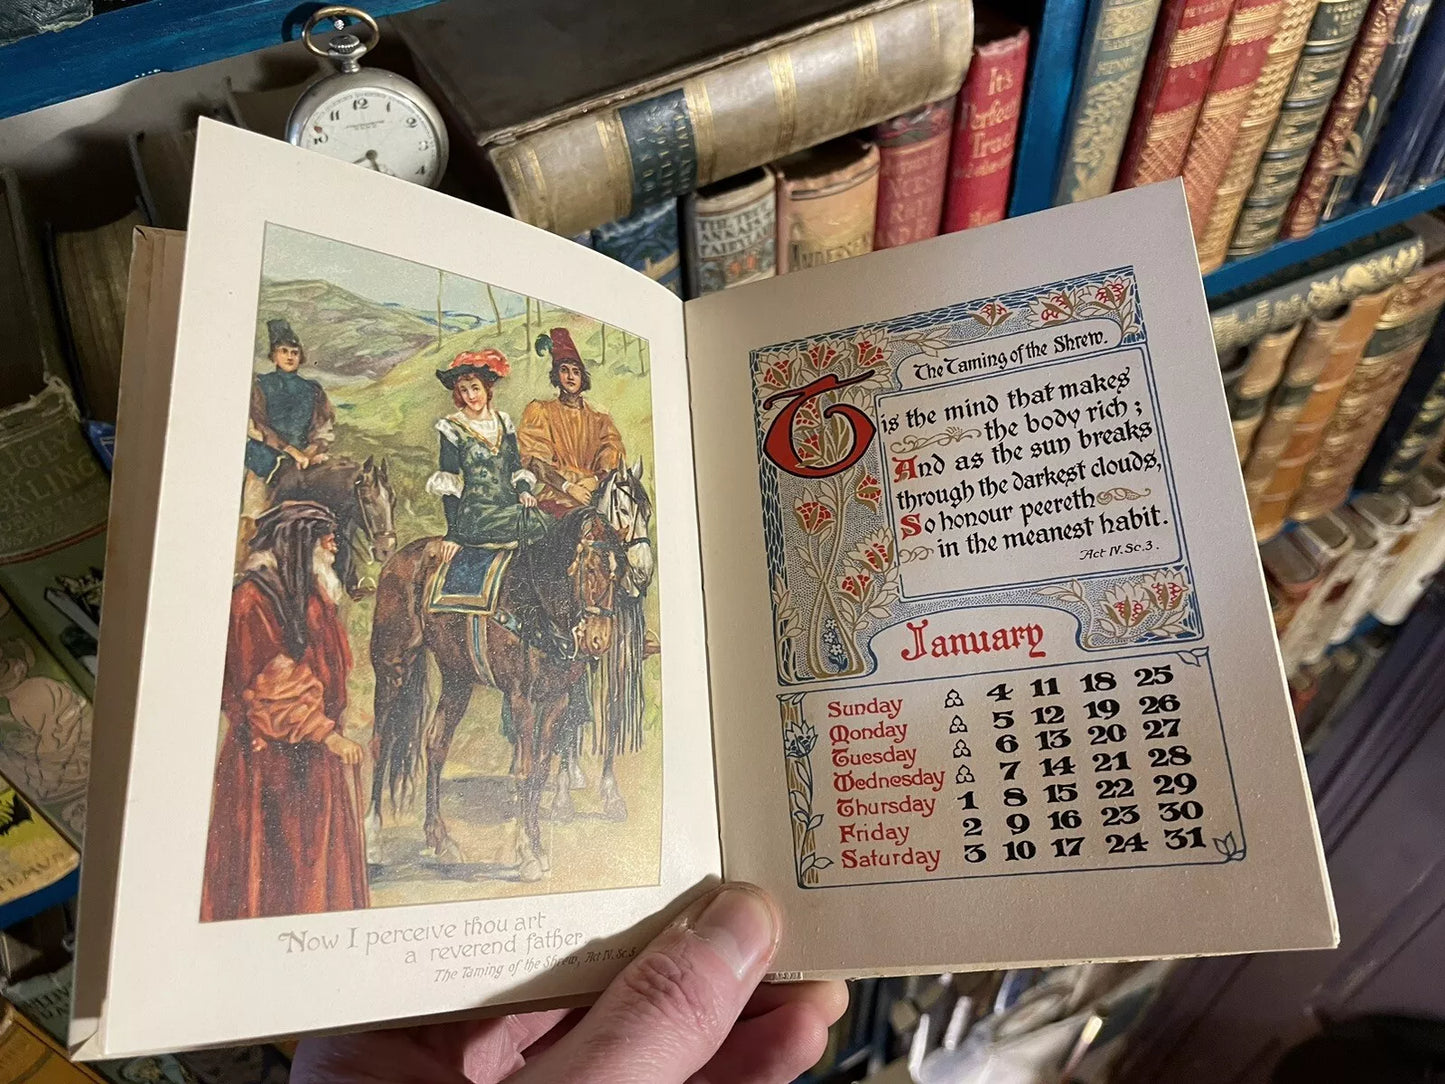 12
Now I perceive thou art
a reverend father.
The Taming of the Shrew, Act IV. Sc. 5.
The Taming of the Shrew.
Tis the mind that makes
the body rich;
And as the sun breaks
through the darkest clouds,
So honour peereth
in the meanest habit.
Act IV. Sc. 3.
January
Sunday 4 11 18 25
Monday 5 12 19 26
Tuesday 6 13 20 27
Wednesday 7 14 21 28
Thursday 1 8 15 22 29
Friday 2 9 16 23 30
Saturday 3 10 17 24 31
It's
Perfect